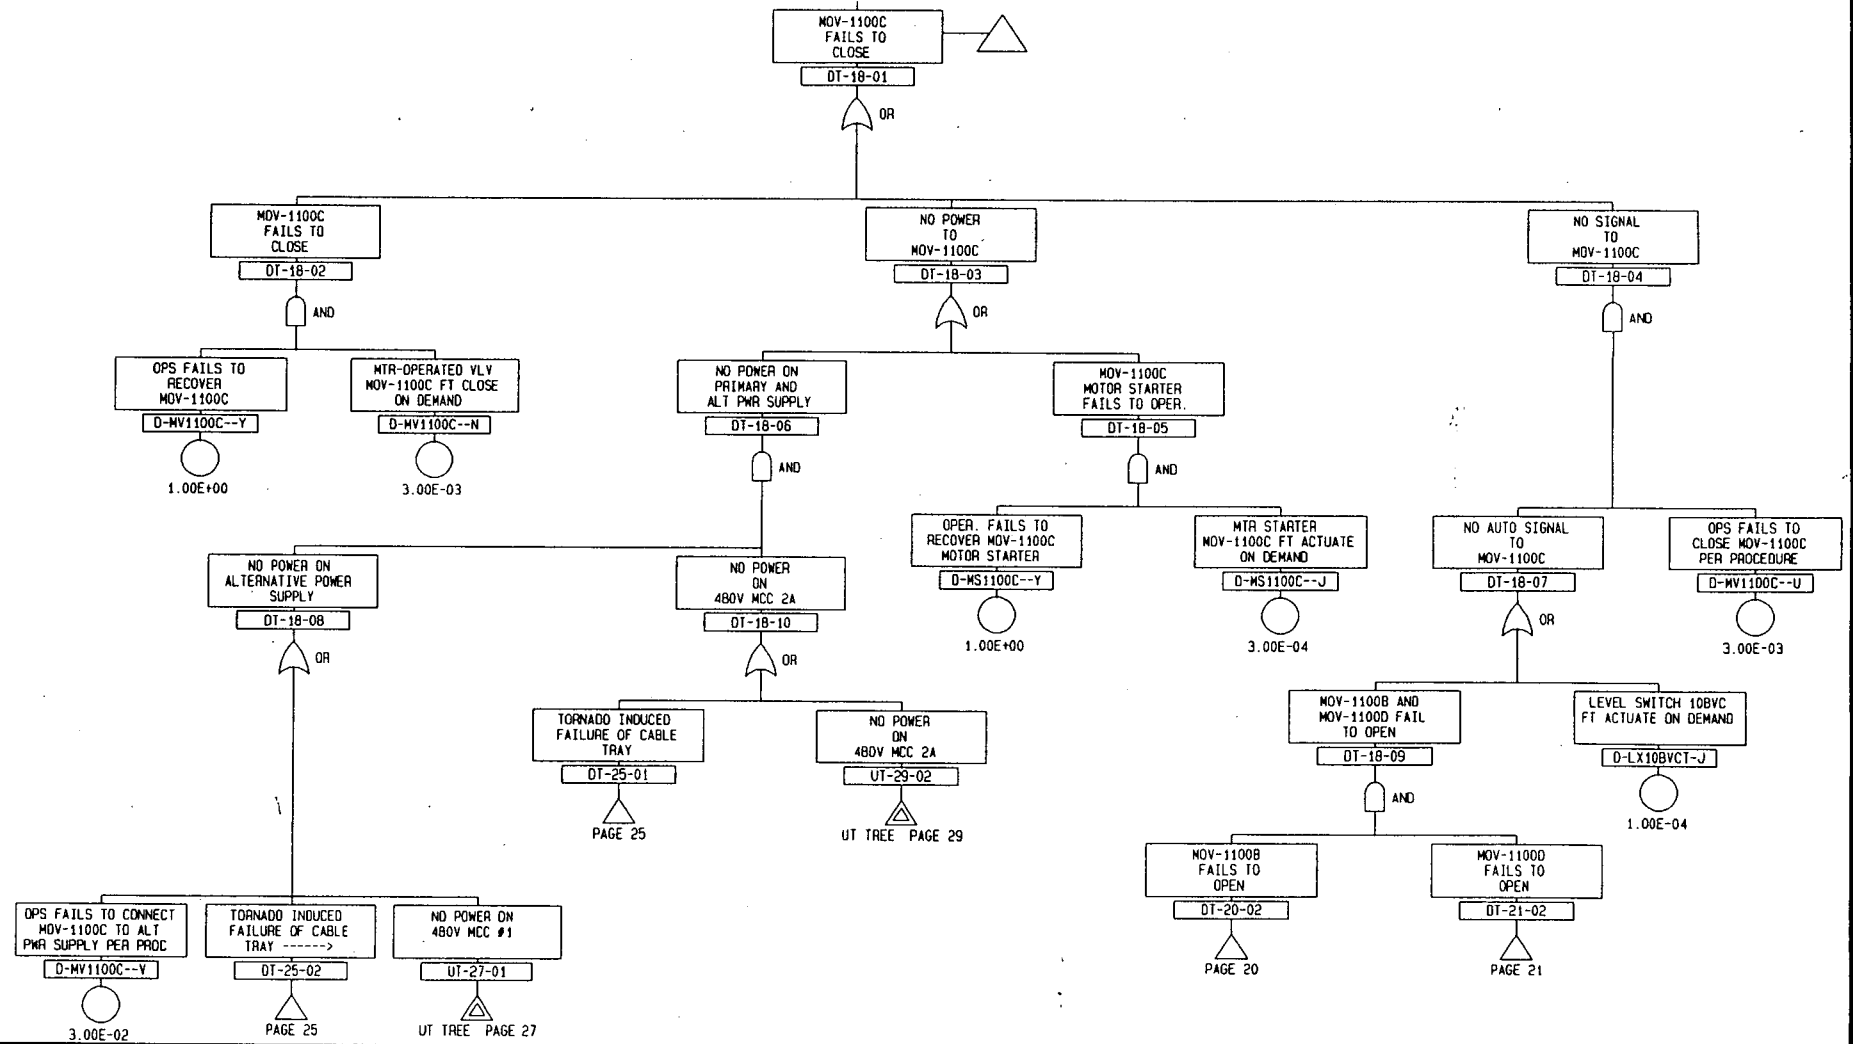 MOV-1100C
FAILS TO
CLOSE
DT-18-01
OR
MOV-1100C
FAILS TO
CLOSE
DT-18-02
AND
NO POWER
TO
MOV-1100C
DT-18-03
OR
NO SIGNAL
TO
MOV-1100C
DT-18-04
AND
OPS FAILS TO
RECOVER
MOV-1100C
D-MV1100C--Y
1.00E+00
MTR-OPERATED VLV
MOV-1100C FT CLOSE
ON DEMAND
D-MV1100C--N
3.00E-03
NO POWER ON
PRIMARY AND
ALT PWR SUPPLY
DT-18-06
AND
MOV-1100C
MOTOR STARTER
FAILS TO OPER.
DT-18-05
AND
OPER. FAILS TO
RECOVER MOV-1100C
MOTOR STARTER
D-MS1100C--Y
1.00E+00
MTR STARTER
MOV-1100C FT ACTUATE
ON DEMAND
D-MS1100C--J
3.00E-04
NO AUTO SIGNAL
TO
MOV-1100C
DT-18-07
OR
OPS FAILS TO
CLOSE MOV-1100C
PER PROCEDURE
D-MV1100C--U
3.00E-03
NO POWER ON
ALTERNATIVE POWER
SUPPLY
DT-18-08
OR
NO POWER
ON
480V MCC 2A
DT-18-10
OR
TORNADO INDUCED
FAILURE OF CABLE
TRAY
DT-25-01
PAGE 25
NO POWER
ON
480V MCC 2A
UT-29-02
UT TREE PAGE 29
MOV-1100B AND
MOV-1100D FAIL
TO OPEN
DT-18-09
AND
LEVEL SWITCH 10BVC
FT ACTUATE ON DEMAND
D-LX10BVCT-J
1.00E-04
MOV-1100B
FAILS TO
OPEN
DT-20-02
PAGE 20
MOV-1100D
FAILS TO
OPEN
DT-21-02
PAGE 21
OPS FAILS TO CONNECT
MOV-1100C TO ALT
PWR SUPPLY PER PROC
D-MV1100C--V
3.00E-02
TORNADO INDUCED
FAILURE OF CABLE
TRAY ------>
DT-25-02
PAGE 25
NO POWER ON
480V MCC #1
UT-27-01
UT TREE PAGE 27